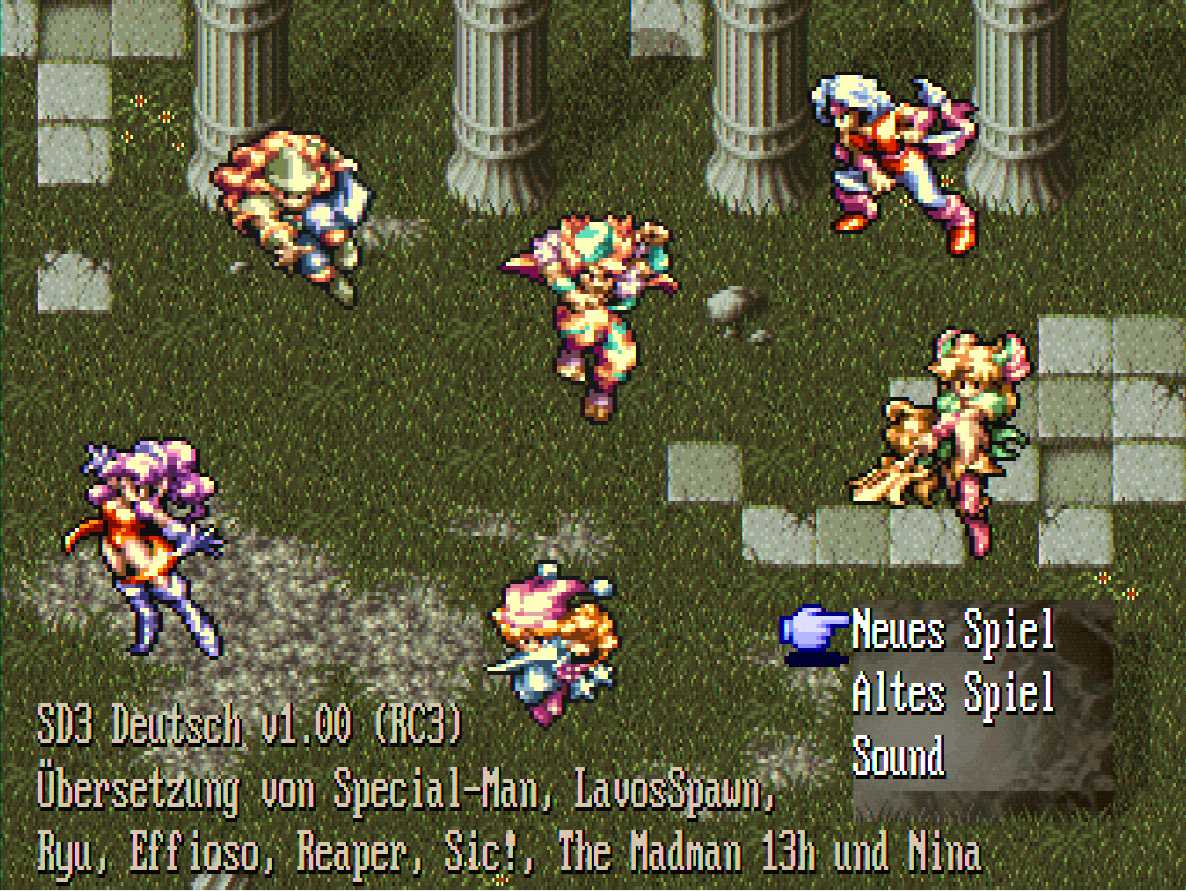 Neues Spiel
Altes Spiel
Sound
SD3 Deutsch v1.00 (RC3)
Übersetzung von Special-Man, LavosSpawn,
Ryu, Effioso, Reaper, Sic!, The Madman 13h und Nina